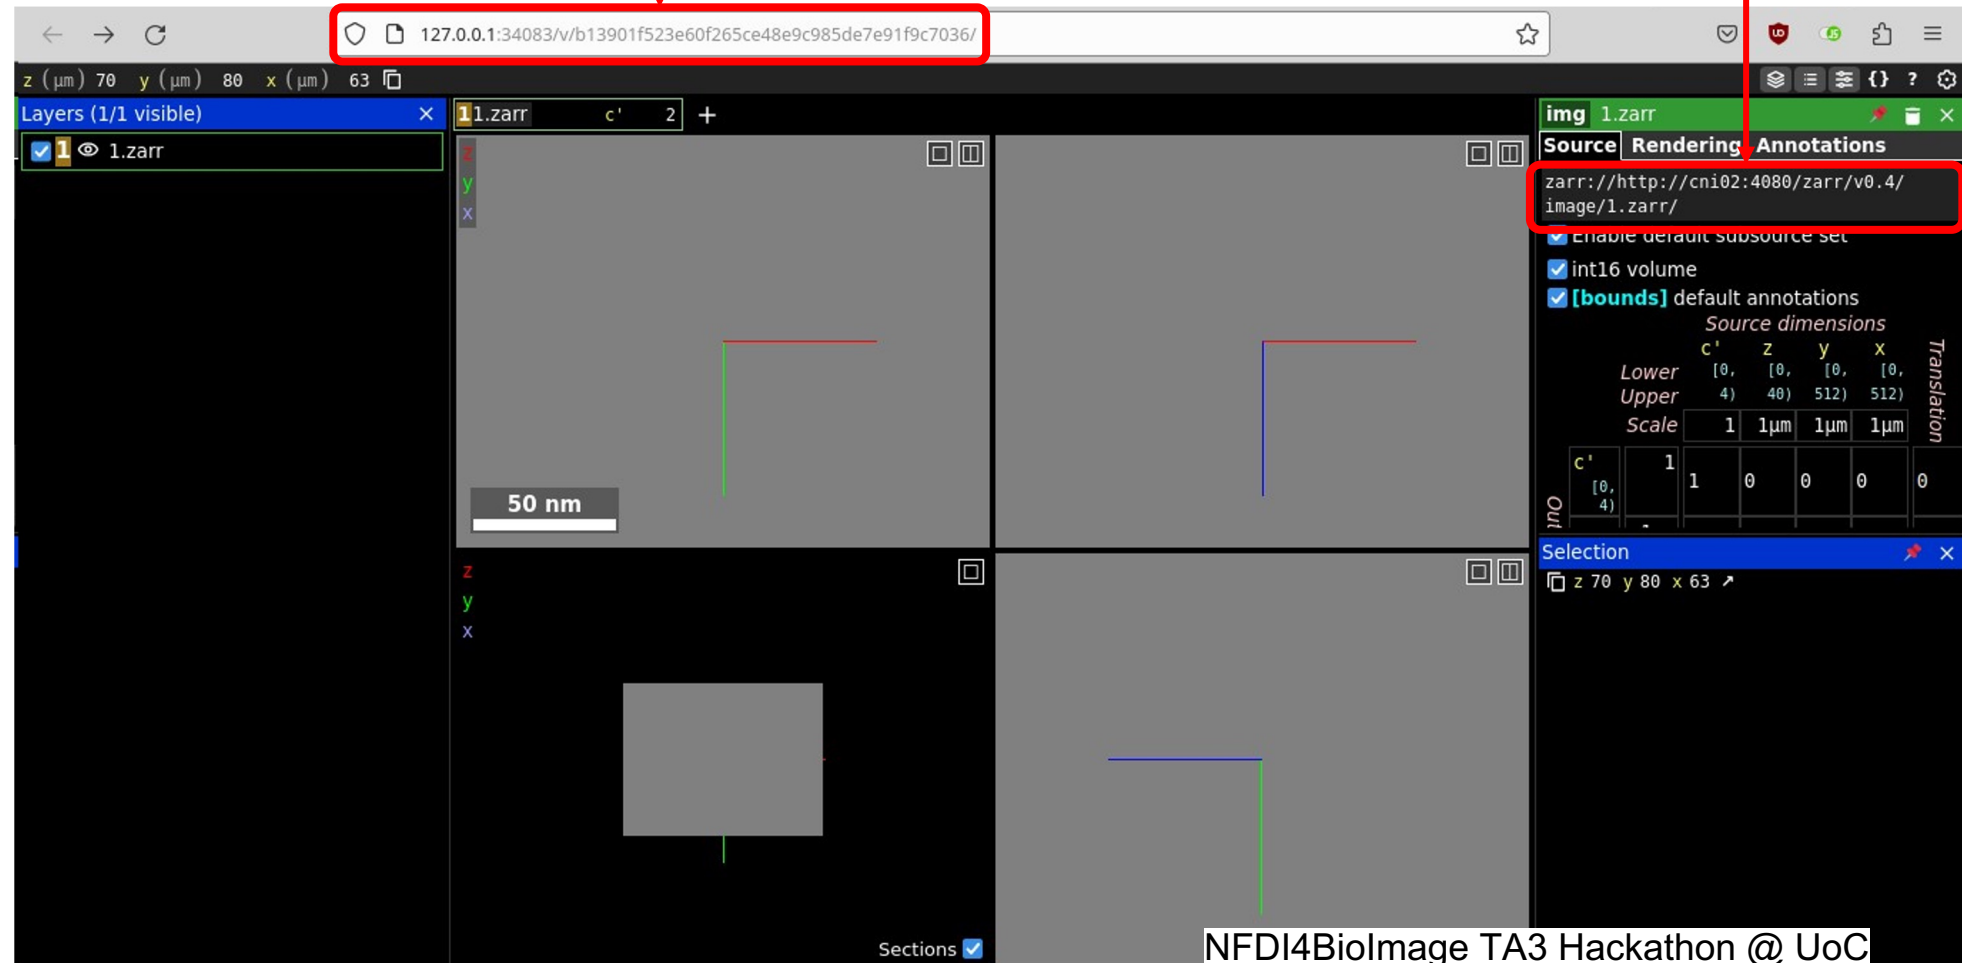 127.0.0.1:34083/v/b13901f523e60f265ce48e9c985de7e91f9c7036/
z (μm) 70 y (μm) 80 x (μm) 63
{} ?
Layers (1/1 visible)
1 1.zarr
1 1.zarr c' 2 +
z
y
x
50 nm
z
y
x
Sections
img 1.zarr
Source Rendering Annotations
zarr://http://cni02:4080/zarr/v0.4/
image/1.zarr/
Enable default subsource set
int16 volume
[bounds] default annotations
Source dimensions
c' z y x
Lower [0, [0, [0, [0,
Upper 4) 40) 512) 512)
Scale 1 1μm 1μm 1μm
Translation
c' 1
[0, 1 0 0 0 0
4)
Out
Selection
z 70 y 80 x 63
NFDI4BioImage TA3 Hackathon @ UoC